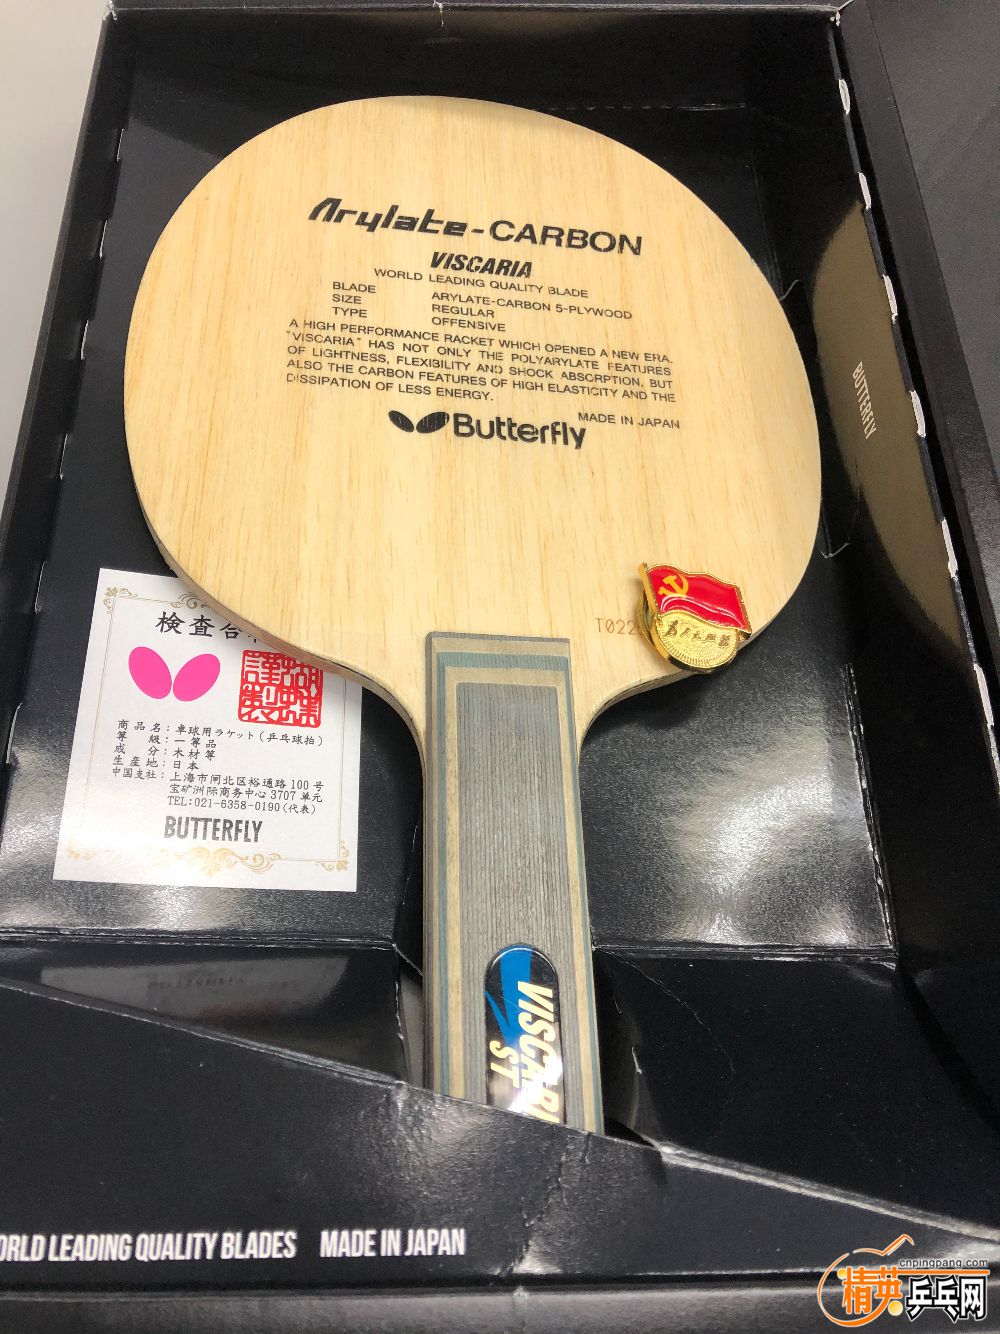 Arylate-CARBON
VISCARIA
WORLD LEADING QUALITY BLADE
BLADE ARYLATE-CARBON 5-PLYWOOD
SIZE REGULAR
TYPE OFFENSIVE
A HIGH PERFORMANCE RACKET WHICH OPENED A NEW ERA.
"VISCARIA" HAS NOT ONLY THE POLYARYLATE FEATURES
OF LIGHTNESS, FLEXIBILITY AND SHOCK ABSORPTION, BUT
ALSO THE CARBON FEATURES OF HIGH ELASTICITY AND THE
DISSIPATION OF LESS ENERGY.
MADE IN JAPAN
Butterfly
BUTTERFLY
T022
検査合
謹製
商品名:卓球用ラケット(乒乓球拍)
等級:一等品
成分:木材等
生産地:日本
中国支社:上海市闸北区裕通路100号
宝矿洲际商务中心3707单元
TEL:021-6358-0190(代表)
BUTTERFLY
VISCARI
ST
ORLD LEADING QUALITY BLADES MADE IN JAPAN
cnpingpang.com
精英乒乓网